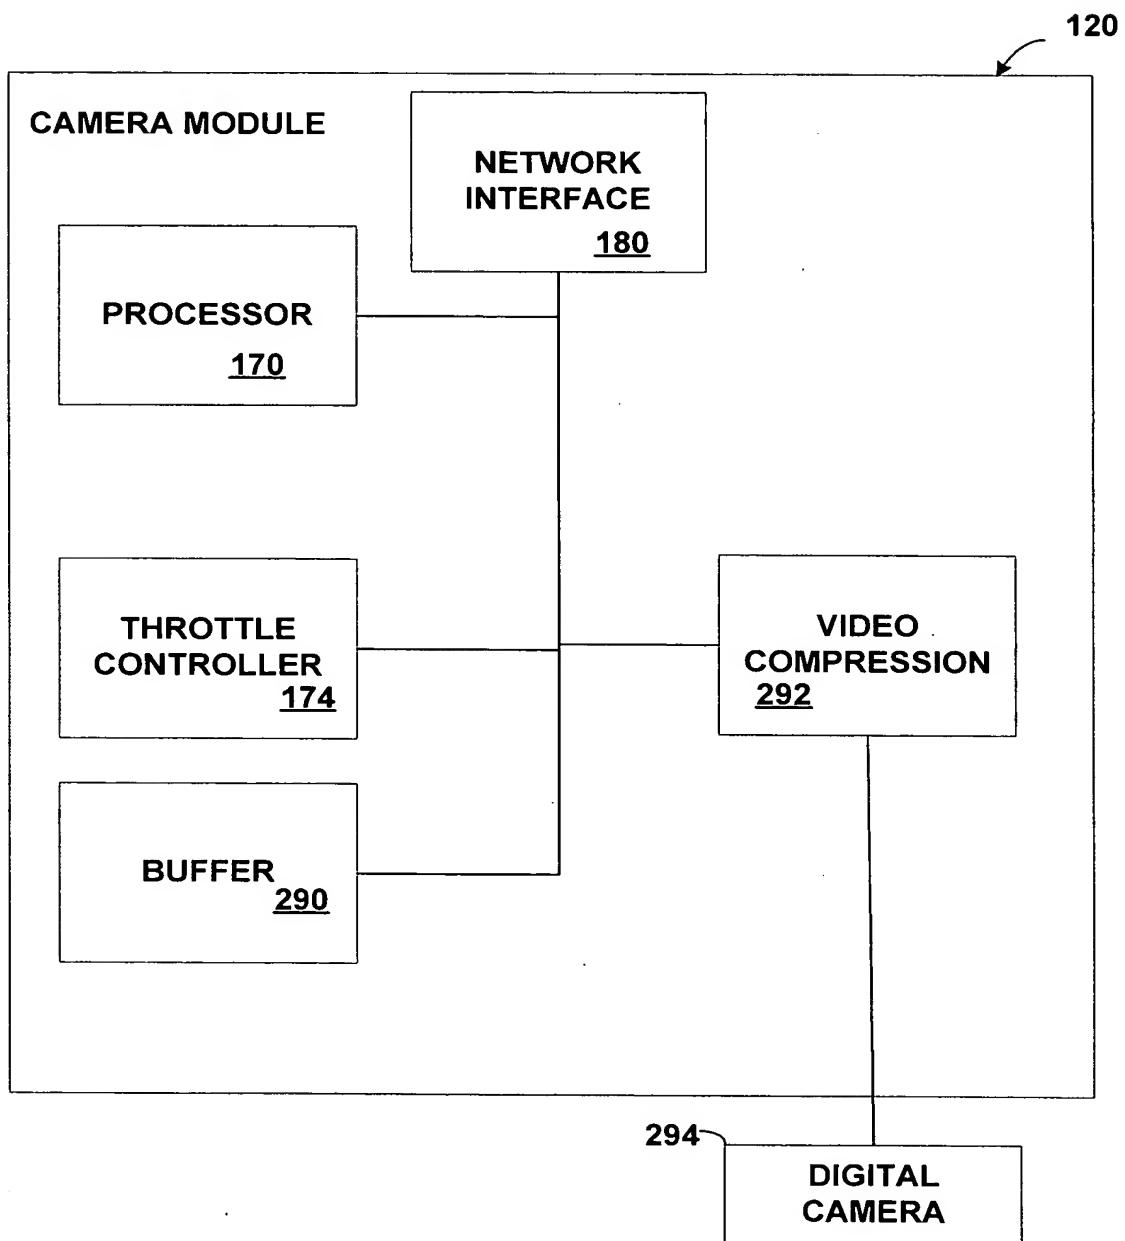 120
CAMERA MODULE
NETWORK
INTERFACE
180
PROCESSOR
170
THROTTLE
CONTROLLER
174
VIDEO
COMPRESSION
292
BUFFER
290
294
DIGITAL
CAMERA